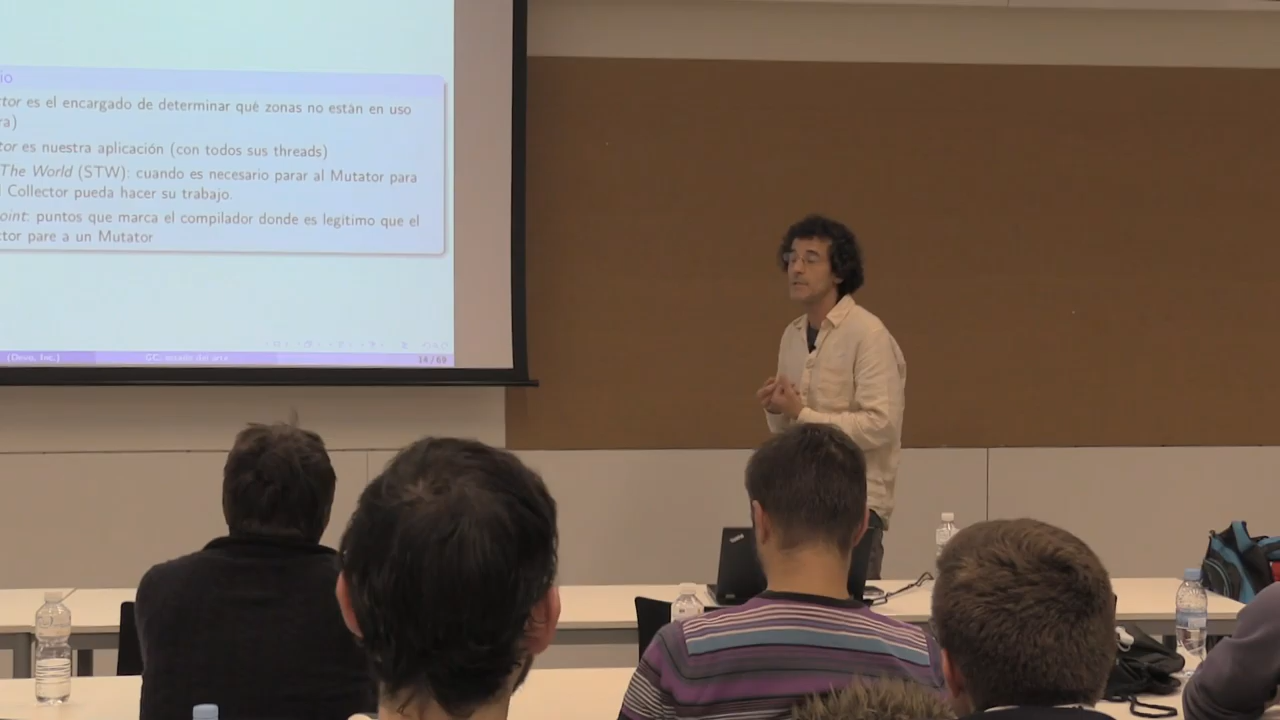 io
tor es el encargado de determinar qué zonas no están en uso
ra)
tor es nuestra aplicación (con todos sus threads)
The World (STW): cuando es necesario parar al Mutator para
l Collector pueda hacer su trabajo.
oint: puntos que marca el compilador donde es legítimo que el
ctor pare a un Mutator
(Devo, Inc.) GC: estado del arte 14 / 69
ThinkPad